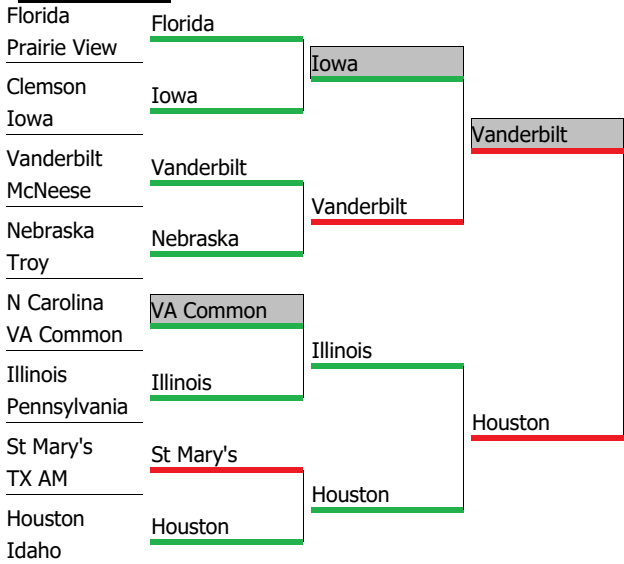 Florida
Prairie View
Clemson
Iowa
Vanderbilt
McNeese
Nebraska
Troy
N Carolina
VA Common
Illinois
Pennsylvania
St Mary's
TX AM
Houston
Idaho
Florida
Iowa
Vanderbilt
Nebraska
VA Common
Illinois
St Mary's
Houston
Iowa
Vanderbilt
Illinois
Houston
Vanderbilt
Houston